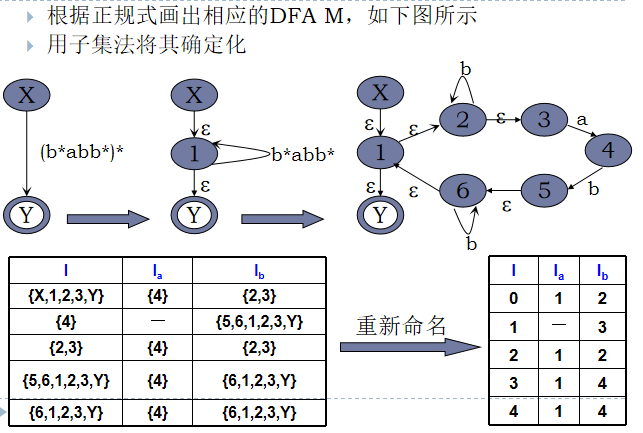 根据正规式画出相应的DFA M，如下图所示
用子集法将其确定化
X
(b*abb*)*
Y
X
ε
1
b*abb*
ε
Y
X
ε
1
ε
Y
ε
2
b
ε
3
a
4
b
5
ε
6
b
ε
I Ia Ib
{X,1,2,3,Y} {4} {2,3}
{4} — {5,6,1,2,3,Y}
{2,3} {4} {2,3}
{5,6,1,2,3,Y} {4} {6,1,2,3,Y}
{6,1,2,3,Y} {4} {6,1,2,3,Y}
重新命名
I Ia Ib
0 1 2
1 — 3
2 1 2
3 1 4
4 1 4